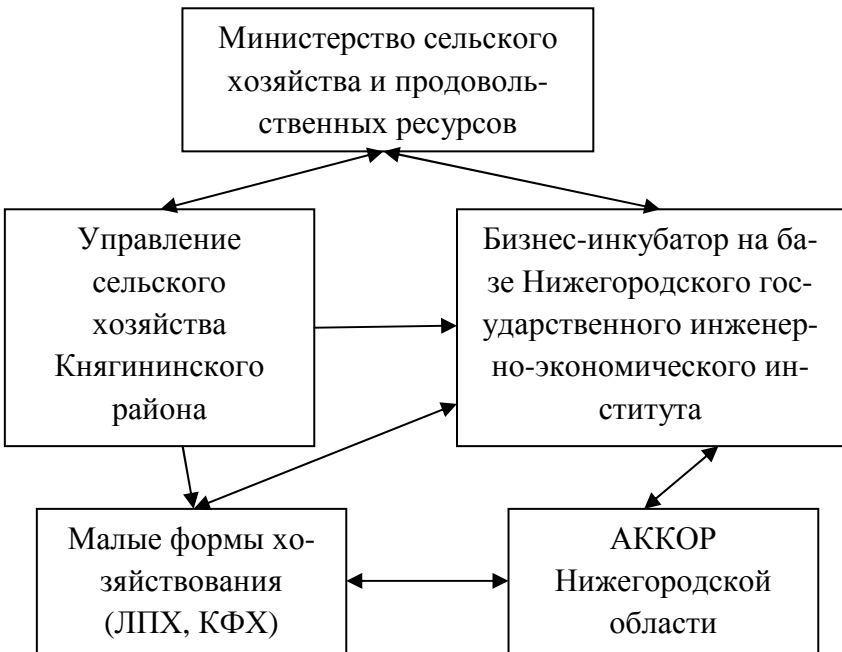 Министерство сельского
хозяйства и продоволь-
ственных ресурсов
Управление
сельского
хозяйства
Княгининского
района
Бизнес-инкубатор на ба-
зе Нижегородского гос-
ударственного инженер-
но-экономического ин-
ститута
Малые формы хо-
зяйствования
(ЛПХ, КФХ)
АККОР
Нижегородской
области